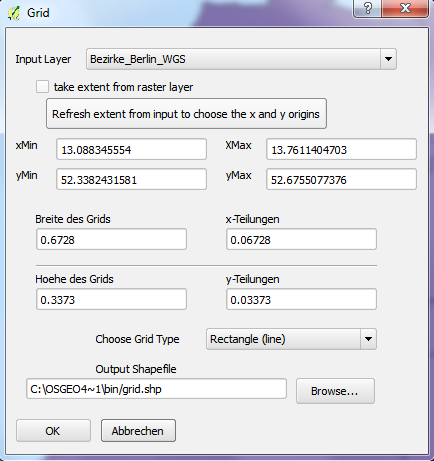 Grid
Input Layer Bezirke_Berlin_WGS
take extent from raster layer
Refresh extent from input to choose the x and y origins
xMin 13.088345554 XMax 13.7611404703
yMin 52.3382431581 yMax 52.6755077376
Breite des Grids x-Teilungen
0.6728 0.06728
Hoehe des Grids y-Teilungen
0.3373 0.03373
Choose Grid Type Rectangle (line)
Output Shapefile
C:\OSGEO4~1\bin/grid.shp Browse...
OK Abbrechen